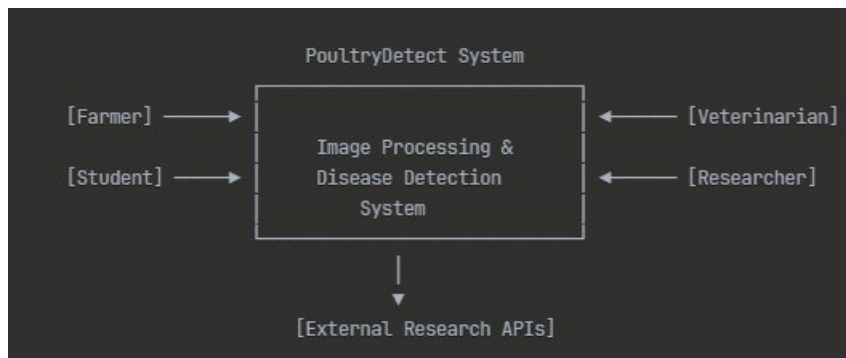 PoultryDetect System
[Farmer] [Veterinarian]
Image Processing &
[Student] Disease Detection [Researcher]
System
[External Research APIs]